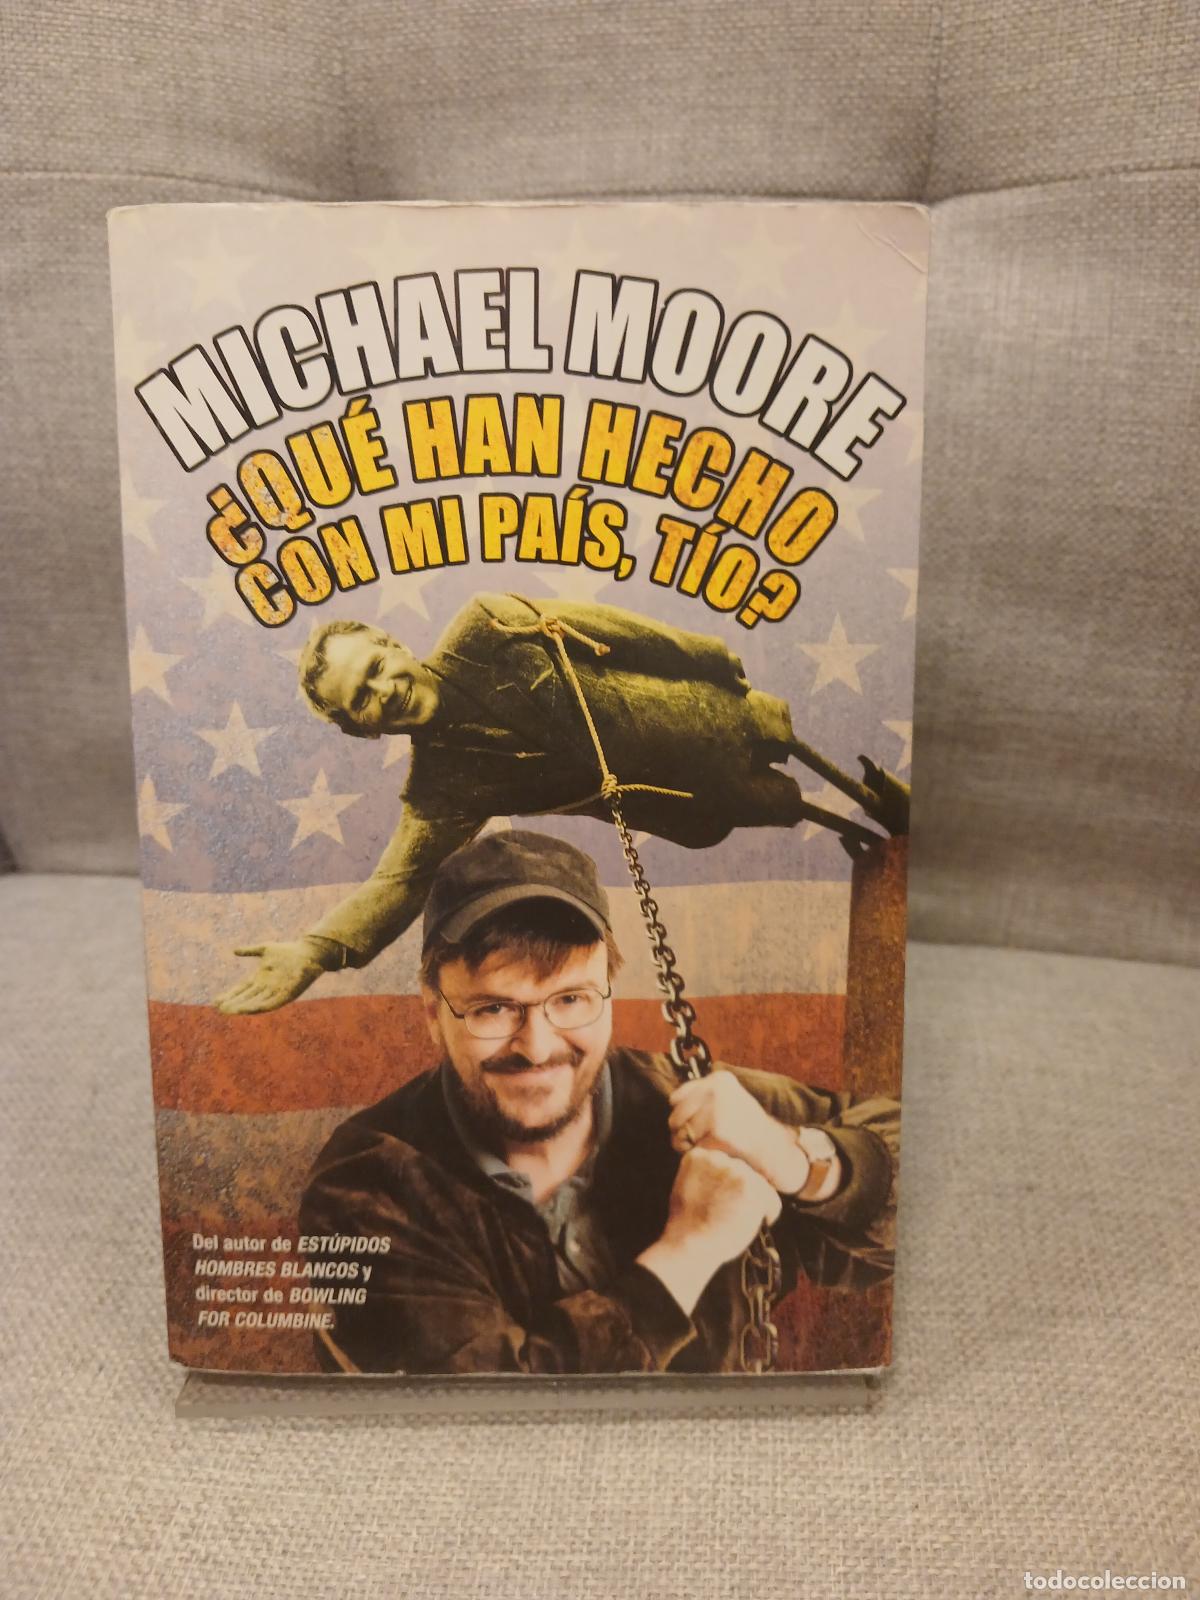 MICHAEL MOORE
¿QUÉ HAN HECHO
CON MI PAÍS, TÍO?
Del autor de ESTÚPIDOS
HOMBRES BLANCOS y
director de BOWLING
FOR COLUMBINE.
todocoleccion